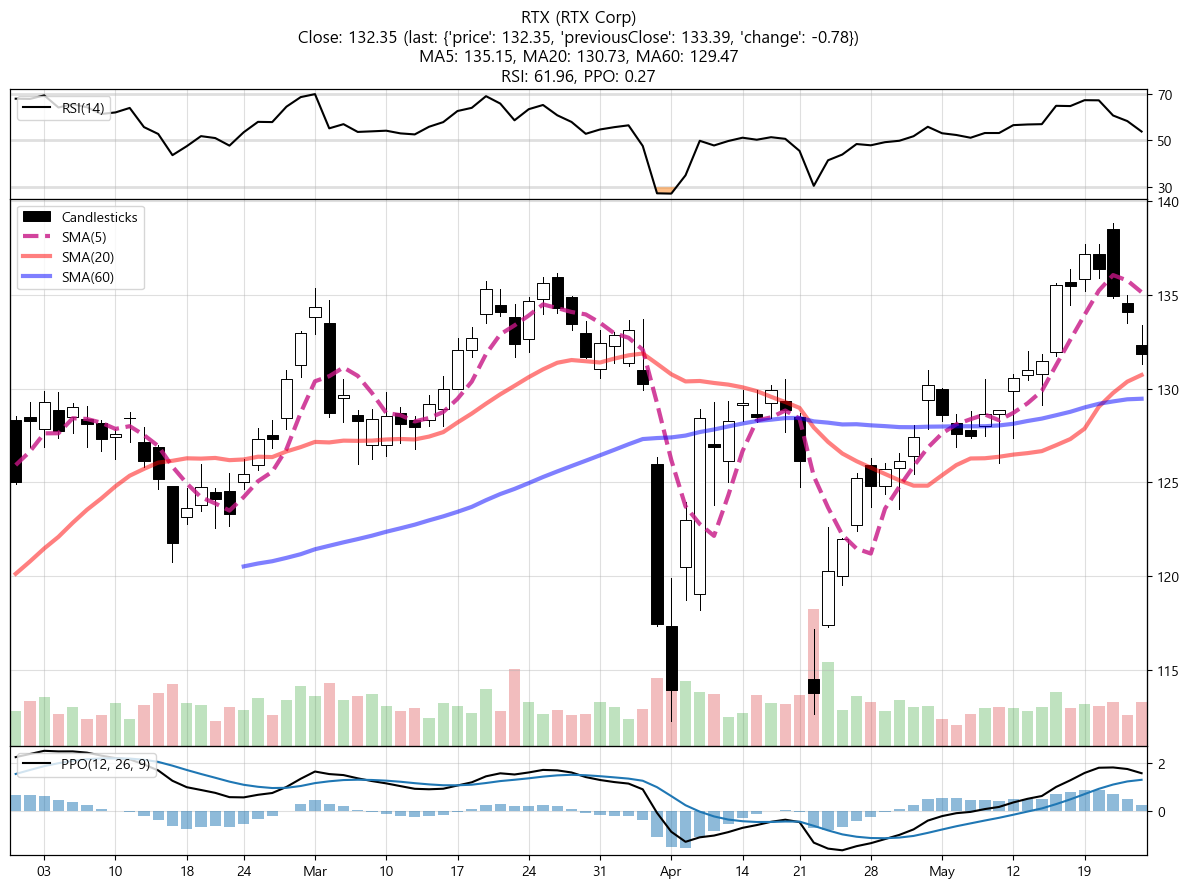 RTX (RTX Corp)
Close: 132.35 (last: {'price': 132.35, 'previousClose': 133.39, 'change': -0.78})
MA5: 135.15, MA20: 130.73, MA60: 129.47
RSI: 61.96, PPO: 0.27
RSI(14)
70
50
30
Candlesticks
SMA(5)
SMA(20)
SMA(60)
140
135
130
125
120
115
PPO(12, 26, 9)
2
0
03 10 18 24 Mar 10 17 24 31 Apr 14 21 28 May 12 19